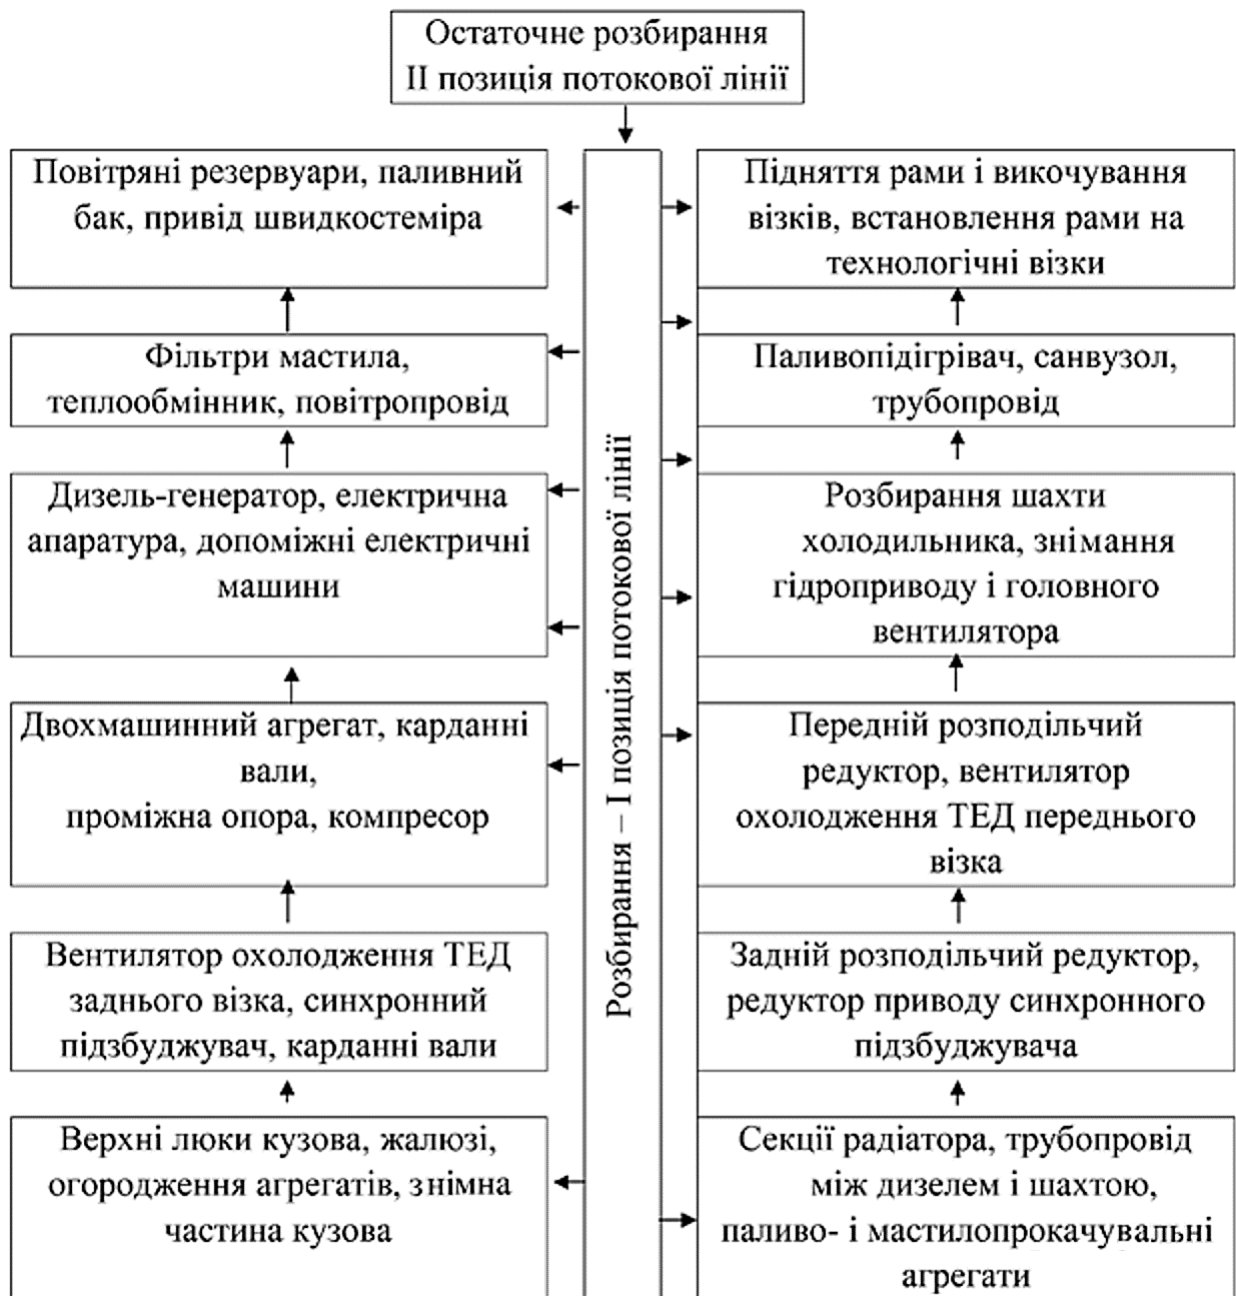 Остаточне розбирання
II позиція потокової лінії
Повітряні резервуари, паливний
бак, привід швидкостеміра
Фільтри мастила,
теплообмінник, повітропровід
Дизель-генератор, електрична
апаратура, допоміжні електричні
машини
Двохмашинний агрегат, карданні
вали,
проміжна опора, компресор
Вентилятор охолодження ТЕД
заднього візка, синхронний
підзбуджувач, карданні вали
Верхні люки кузова, жалюзі,
огородження агрегатів, знімна
частина кузова
Розбирання – I позиція потокової лінії
Підняття рами і викочування
візків, встановлення рами на
технологічні візки
Паливопідігрівач, санвузол,
трубопровід
Розбирання шахти
холодильника, знімання
гідроприводу і головного
вентилятора
Передній розподільчий
редуктор, вентилятор
охолодження ТЕД переднього
візка
Задній розподільчий редуктор,
редуктор приводу синхронного
підзбуджувача
Секції радіатора, трубопровід
між дизелем і шахтою,
паливо- і мастилопрокачувальні
агрегати